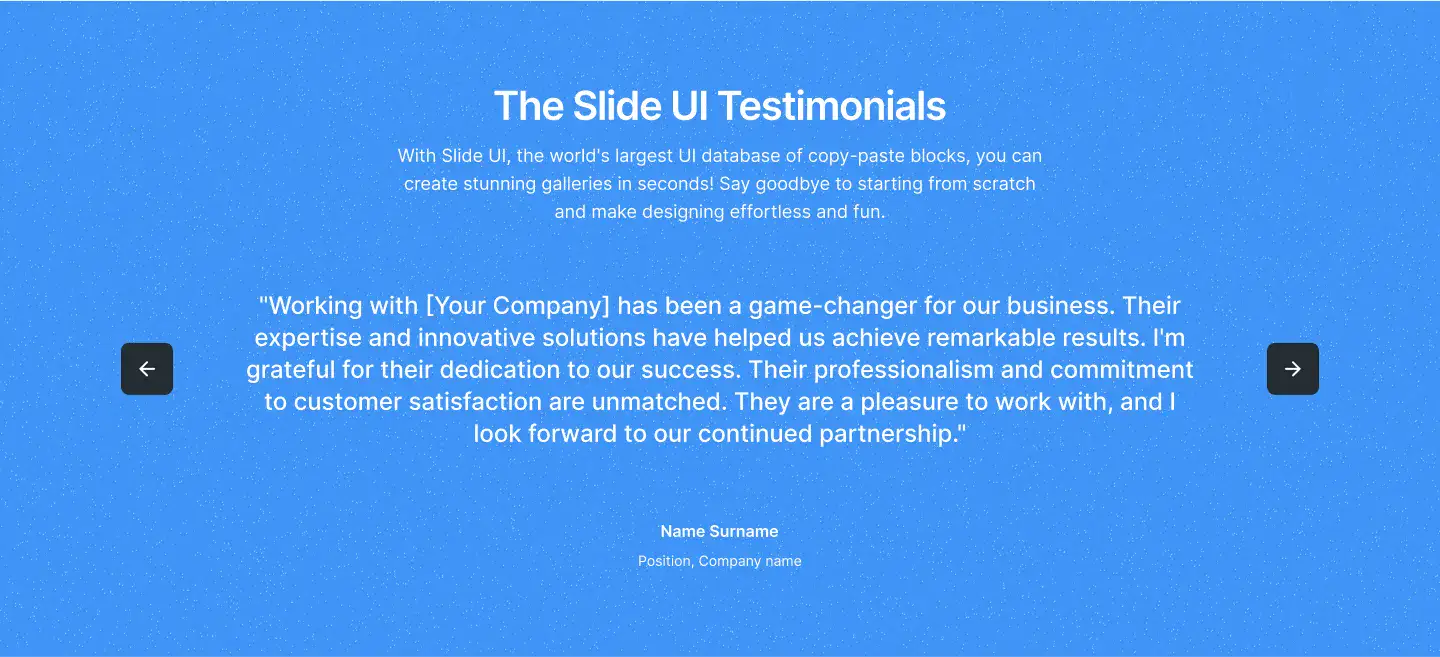 The Slide UI Testimonials
With Slide UI, the world's largest UI database of copy-paste blocks, you can
create stunning galleries in seconds! Say goodbye to starting from scratch
and make designing effortless and fun.
"Working with [Your Company] has been a game-changer for our business. Their
expertise and innovative solutions have helped us achieve remarkable results. I'm
grateful for their dedication to our success. Their professionalism and commitment
to customer satisfaction are unmatched. They are a pleasure to work with, and I
look forward to our continued partnership."
Name Surname
Position, Company name